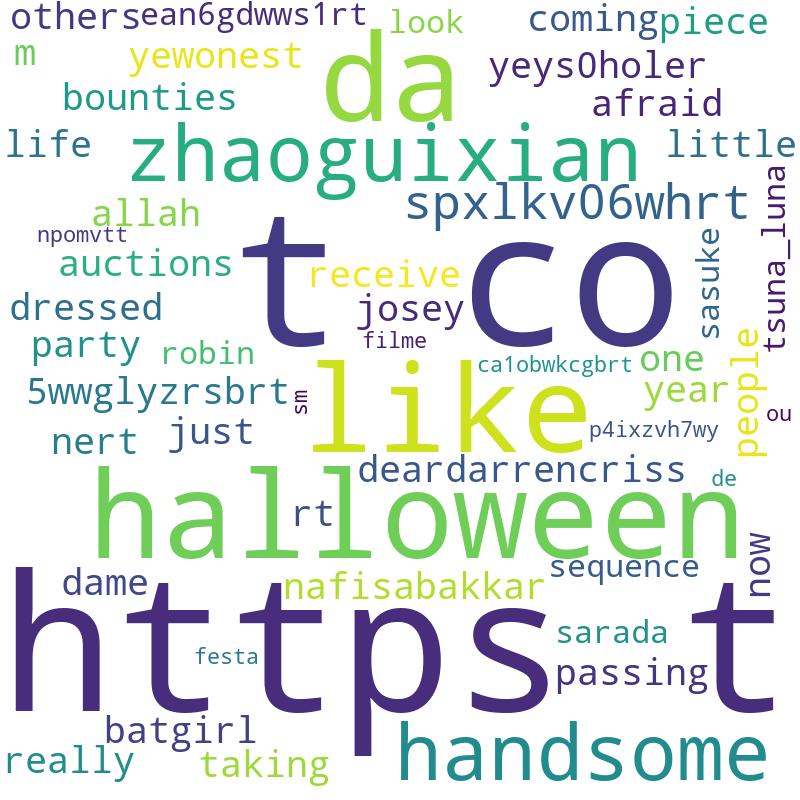 others ean6gdwws1rt look coming piece
m yewonest da yeys0holer
bounties afraid
life zhaoguixian little
allah spxlkv06whrt tsuna_luna
npomvtt t co sasuke
auctions receive
dressed josey
party robin filme people
5wwglyzrsbrt sm like ca1obwkcgbrt one
year
nert just p4ixzvh7wy ou
halloween deardarrencriss de
rt
https t dame nafisabakkar sequence now
festa sarada
passing
batgirl handsome
really taking